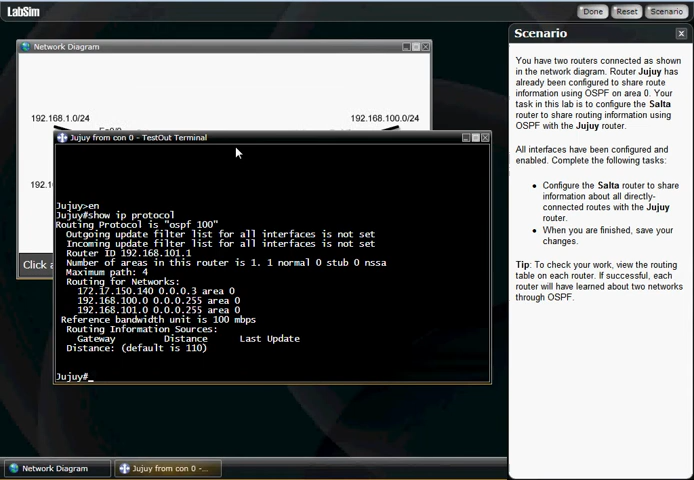 LabSim
Done
Reset
Scenario
Network Diagram
192.168.1.0/24
192.168.100.0/24
Fa0/0
192.1
Click a
Jujuy from con 0 - TestOut Terminal
Jujuy>en
Jujuy#show ip protocol
Routing Protocol is "ospf 100"
Outgoing update filter list for all interfaces is not set
Incoming update filter list for all interfaces is not set
Router ID 192.168.101.1
Number of areas in this router is 1. 1 normal 0 stub 0 nssa
Maximum path: 4
Routing for Networks:
172.17.150.140 0.0.0.3 area 0
192.168.100.0 0.0.0.255 area 0
192.168.101.0 0.0.0.255 area 0
Reference bandwidth unit is 100 mbps
Routing Information Sources:
Gateway Distance Last Update
Distance: (default is 110)
Jujuy#_
Scenario
You have two routers connected as shown
in the network diagram. Router Jujuy has
already been configured to share route
information using OSPF on area 0. Your
task in this lab is to configure the Salta
router to share routing information using
OSPF with the Jujuy router.
All interfaces have been configured and
enabled. Complete the following tasks:
• Configure the Salta router to share
information about all directly-
connected routes with the Jujuy
router.
• When you are finished, save your
changes.
Tip: To check your work, view the routing
table on each router. If successful, each
router will have learned about two networks
through OSPF.
Network Diagram
Jujuy from con 0 -...